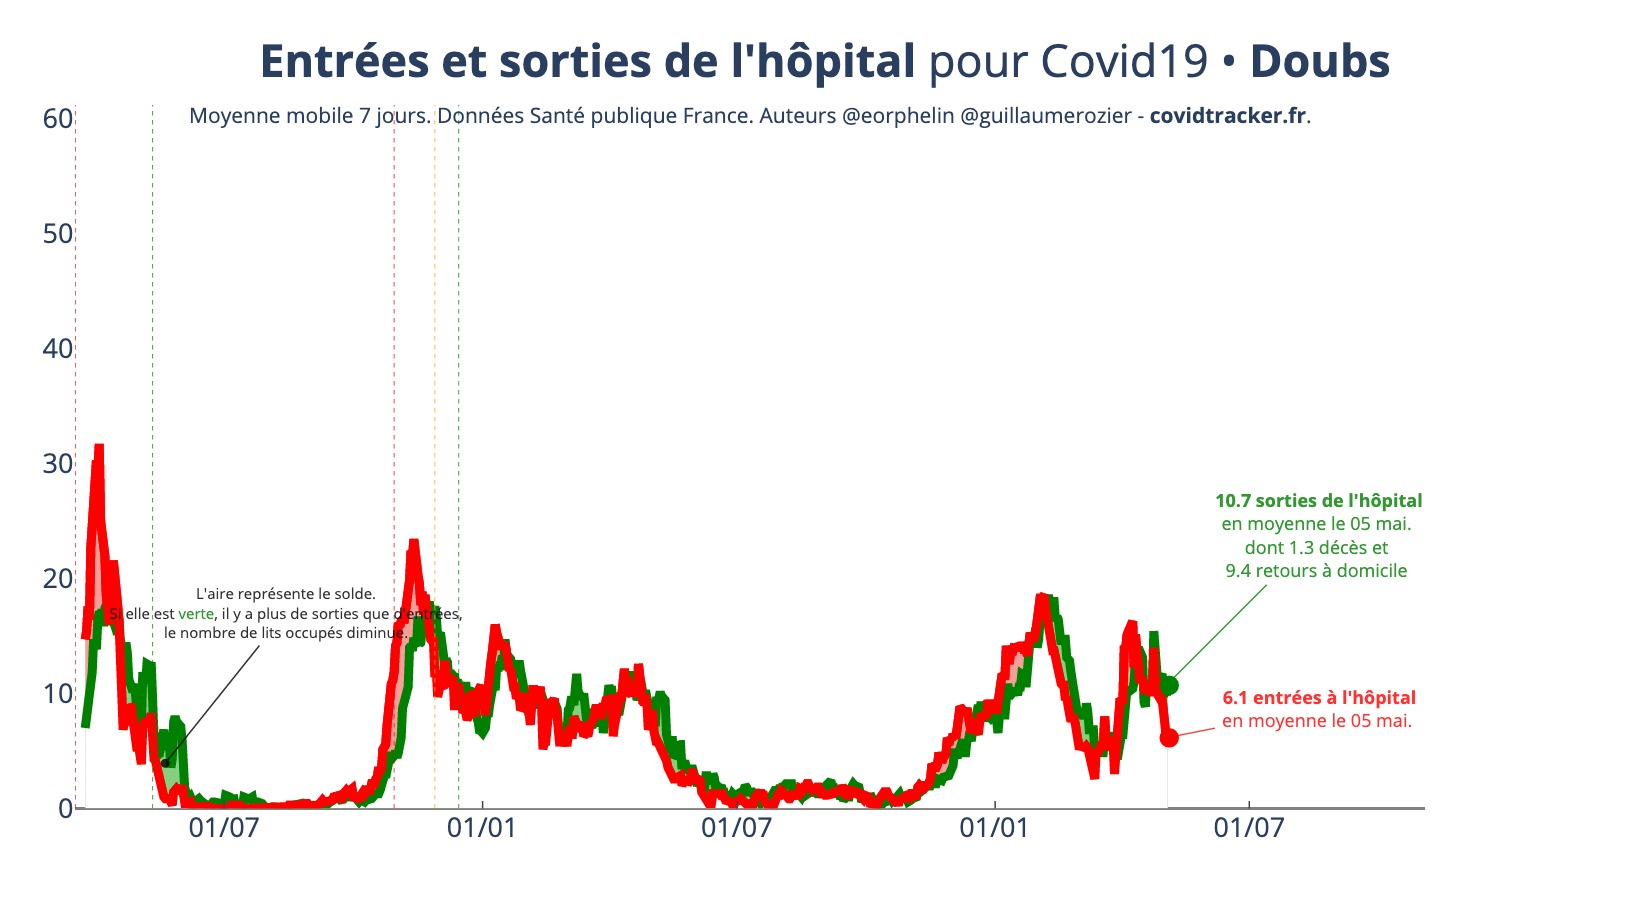 Entrées et sorties de l'hôpital pour Covid19 • Doubs
Moyenne mobile 7 jours. Données Santé publique France. Auteurs @eorphelin @guillaumerozier - covidtracker.fr.
60
50
40
30
20
10
0
L'aire représente le solde.
Si elle est verte, il y a plus de sorties que d'entrées,
le nombre de lits occupés diminue.
10.7 sorties de l'hôpital
en moyenne le 05 mai.
dont 1.3 décès et
9.4 retours à domicile
6.1 entrées à l'hôpital
en moyenne le 05 mai.
01/07
01/01
01/07
01/01
01/07